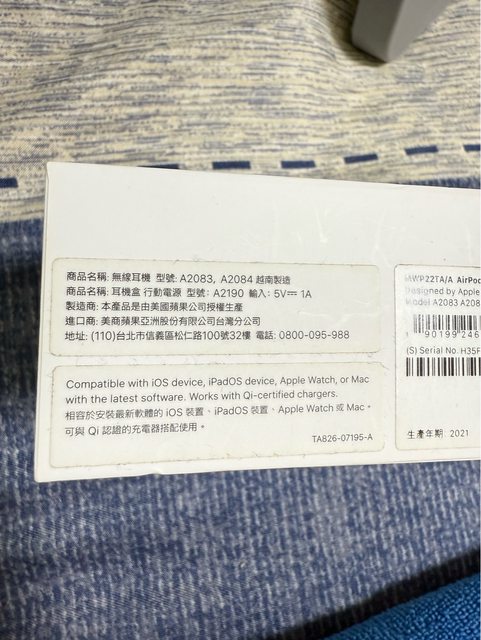 商品名稱: 無線耳機 型號: A2083, A2084 越南製造
商品名稱: 耳機盒 行動電源 型號: A2190 輸入: 5V⎓ 1A
製造商: 本產品是由美國蘋果公司授權生產
進口商: 美商蘋果亞洲股份有限公司台灣分公司
地址: (110)台北市信義區松仁路100號32樓 電話: 0800-095-988
Compatible with iOS device, iPadOS device, Apple Watch, or Mac
with the latest software. Works with Qi-certified chargers.
相容於安裝最新軟體的 iOS 裝置、iPadOS 裝置、Apple Watch 或 Mac。
可與 Qi 認證的充電器搭配使用。
TA826-07195-A
MWP22TA/A AirPod
Designed by Apple
Model A2083 A208
1 90199 246
(S) Serial No. H35F
生產年期: 2021